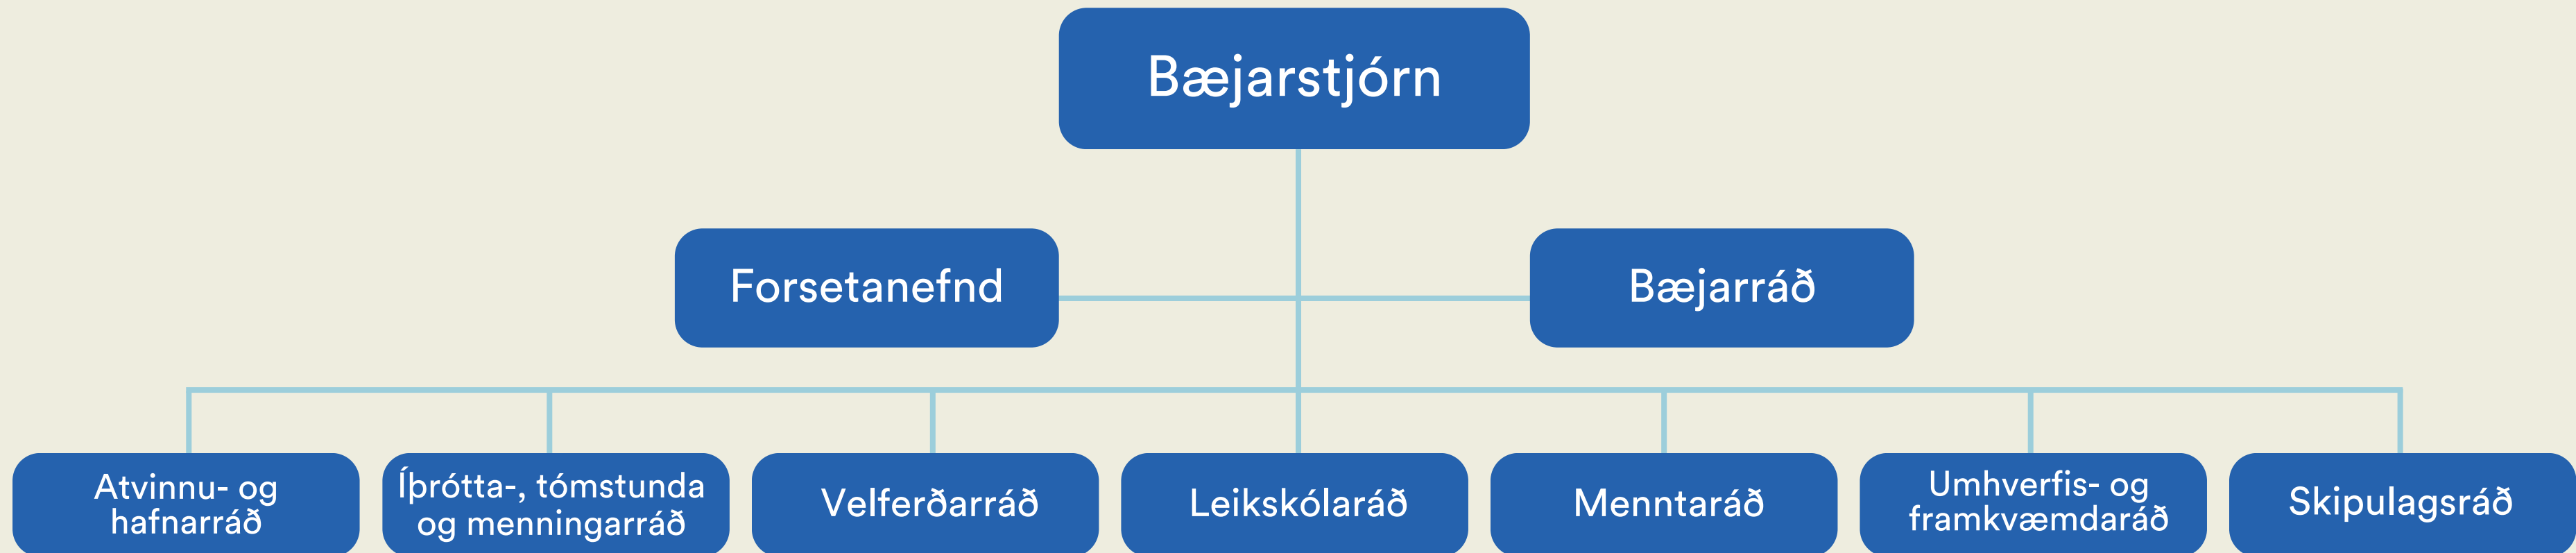 Bæjarstjórn
Forsetanefnd
Bæjarráð
Atvinnu- og
hafnarráð
Íþrótta-, tómstunda
og menningarráð
Velferðarráð
Leikskólaráð
Menntaráð
Umhverfis- og
framkvæmdaráð
Skipulagsráð